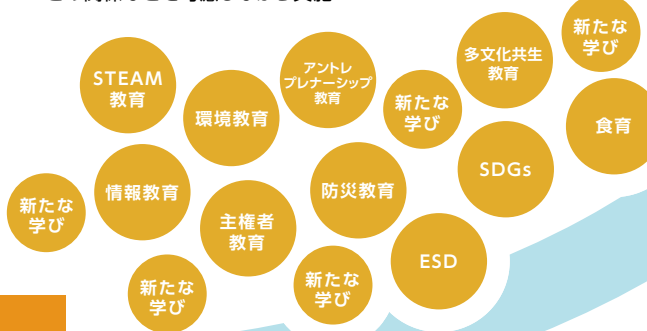 新たな
学び
多文化共生
教育
アントレ
プレナーシップ
教育
STEAM
教育
新たな
学び
環境教育
食育
SDGs
情報教育
防災教育
新たな
学び
主権者
教育
ESD
新たな
学び
新たな
学び